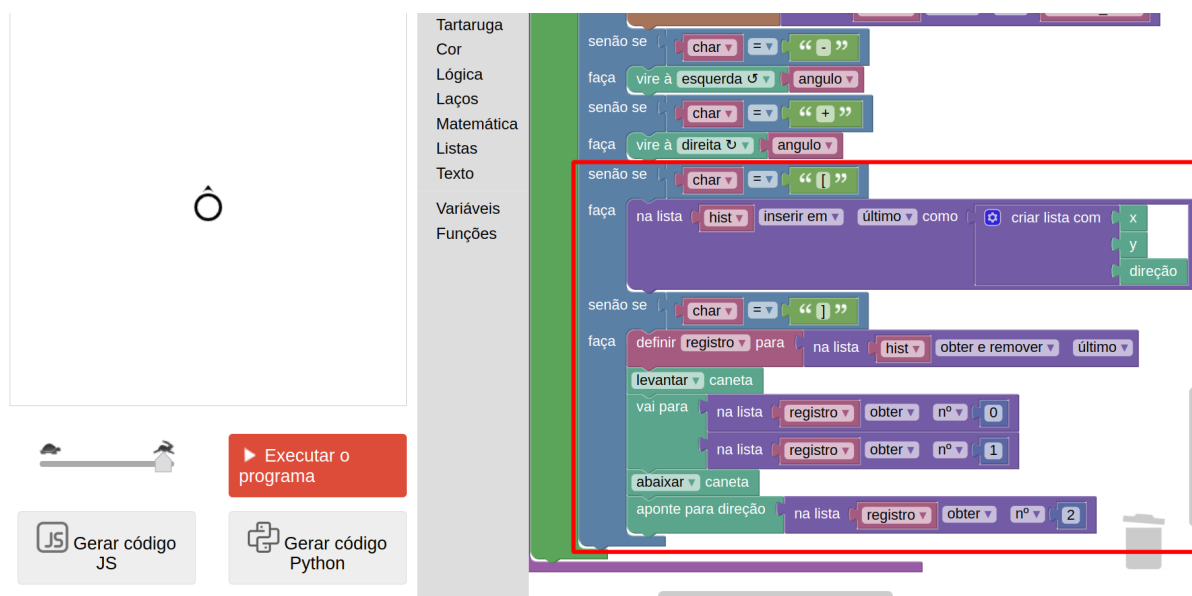 Tartaruga
Cor
Lógica
Laços
Matemática
Listas
Texto
Variáveis
Funções
senão se char = “ - ”
faça vire à esquerda ↺ angulo
senão se char = “ + ”
faça vire à direita ↻ angulo
senão se char = “ [ ”
faça na lista hist inserir em último como criar lista com x
y
direção
senão se char = “ ] ”
faça definir registro para na lista hist obter e remover último
levantar caneta
vai para na lista registro obter nº 0
na lista registro obter nº 1
abaixar caneta
aponte para direção na lista registro obter nº 2
Executar o
programa
JS Gerar código
JS
Gerar código
Python